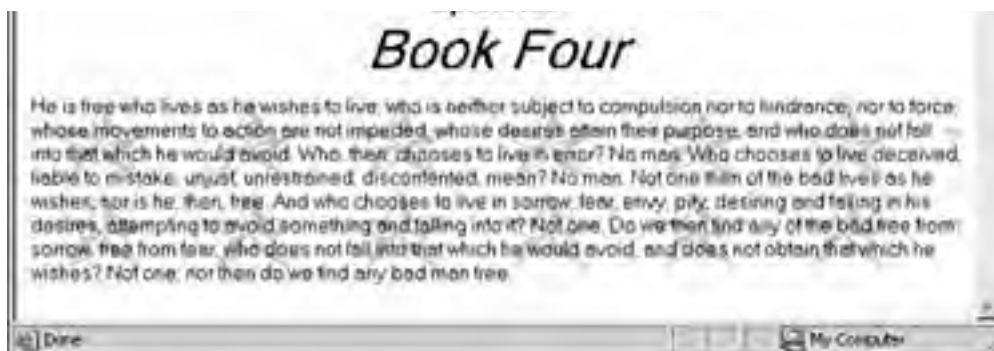 Book Four
He is free who lives as he wishes to live; who is neither subject to compulsion nor to hindrance, nor to force;
whose movements to action are not impeded, whose desires attain their purpose, and who does not fall
into that which he would avoid. Who, then, chooses to live in error? No man. Who chooses to live deceived,
liable to mistake, unjust, unrestrained, discontented, mean? No man. Not one then of the bad lives as he
wishes; nor is he, then, free. And who chooses to live in sorrow, fear, envy, pity, desiring and failing in his
desires, attempting to avoid something and falling into it? Not one. Do we then find any of the bad free from
sorrow, free from fear, who does not fall into that which he would avoid, and does not obtain that which he
wishes? Not one; nor then do we find any bad man free.
Done
My Computer